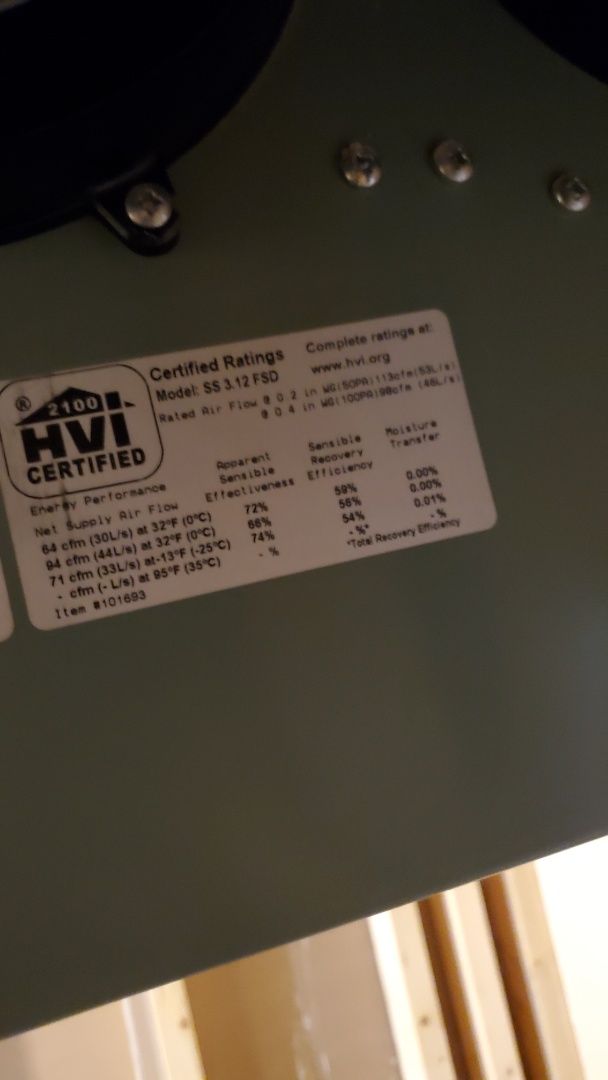 ® 2100
HVI
CERTIFIED
Certified Ratings
Complete ratings at:
Model: SS 3.12 FSD
www.hvi.org
Rated Air Flow @ 0.2 in WG(50PA)113cfm(53L/s)
@ 0.4 in WG(100PA)98cfm (46L/s)
Energy Performance
Net Supply Air Flow
Apparent
Sensible
Effectiveness
Sensible
Recovery
Efficiency
Moisture
Transfer
64 cfm (30L/s) at 32°F (0°C) 72% 59% 0.00%
94 cfm (44L/s) at 32°F (0°C) 66% 56% 0.00%
71 cfm (33L/s) at-13°F (-25°C) 74% 54% 0.01%
- cfm (- L/s) at 95°F (35°C) - % - %* - %
Item #101693
*Total Recovery Efficiency